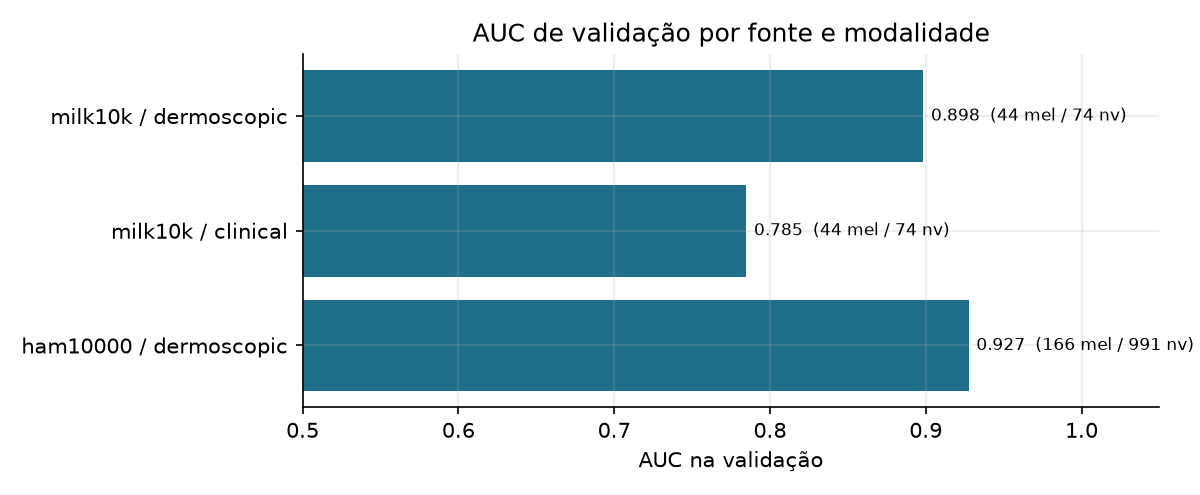 AUC de validação por fonte e modalidade
milk10k / dermoscopic
0.898 (44 mel / 74 nv)
milk10k / clinical
0.785 (44 mel / 74 nv)
ham10000 / dermoscopic
0.927 (166 mel / 991 nv)
0.5 0.6 0.7 0.8 0.9 1.0
AUC na validação